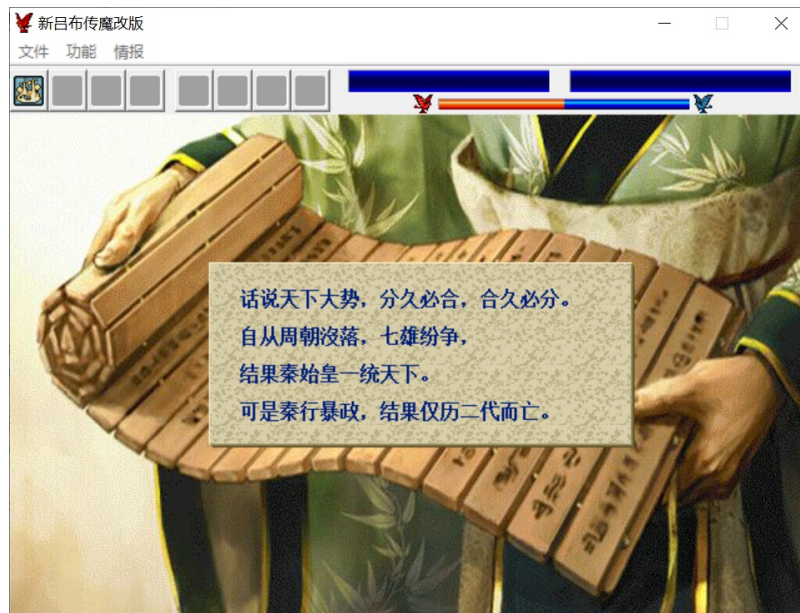 新吕布传魔改版
文件 功能 情报
话说天下大势，分久必合，合久必分。
自从周朝沒落，七雄纷争，
结果秦始皇一统天下。
可是秦行暴政，结果仅历二代而亡。